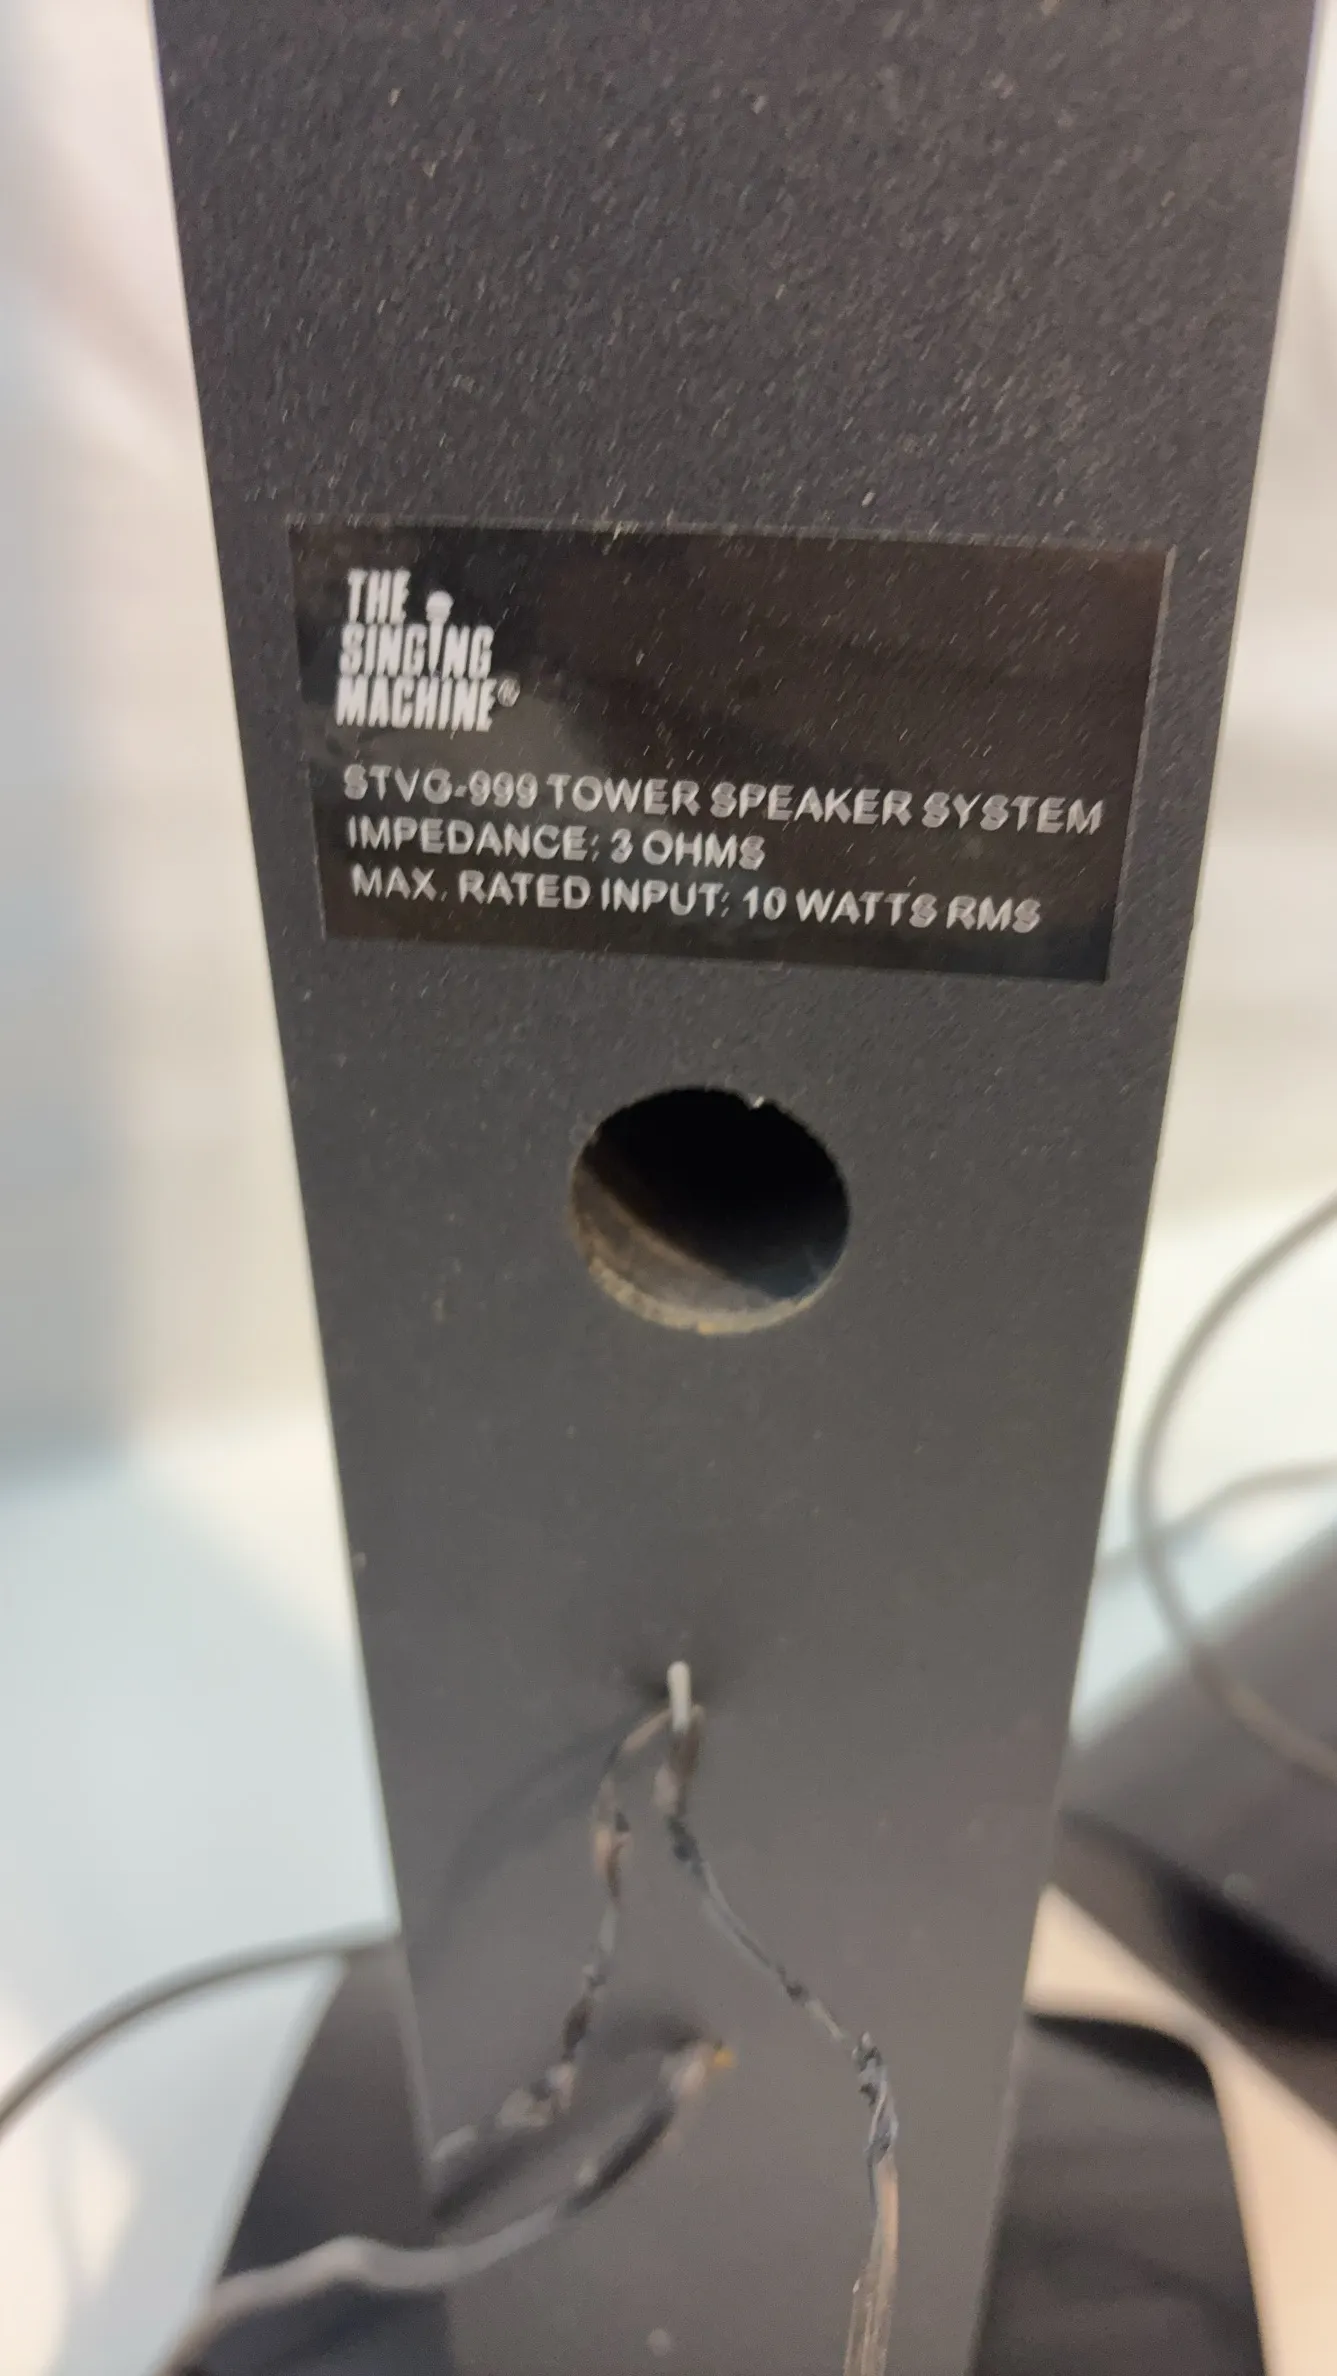 THE
SINGING
MACHINE®
STVG-999 TOWER SPEAKER SYSTEM
IMPEDANCE: 3 OHMS
MAX. RATED INPUT: 10 WATTS RMS